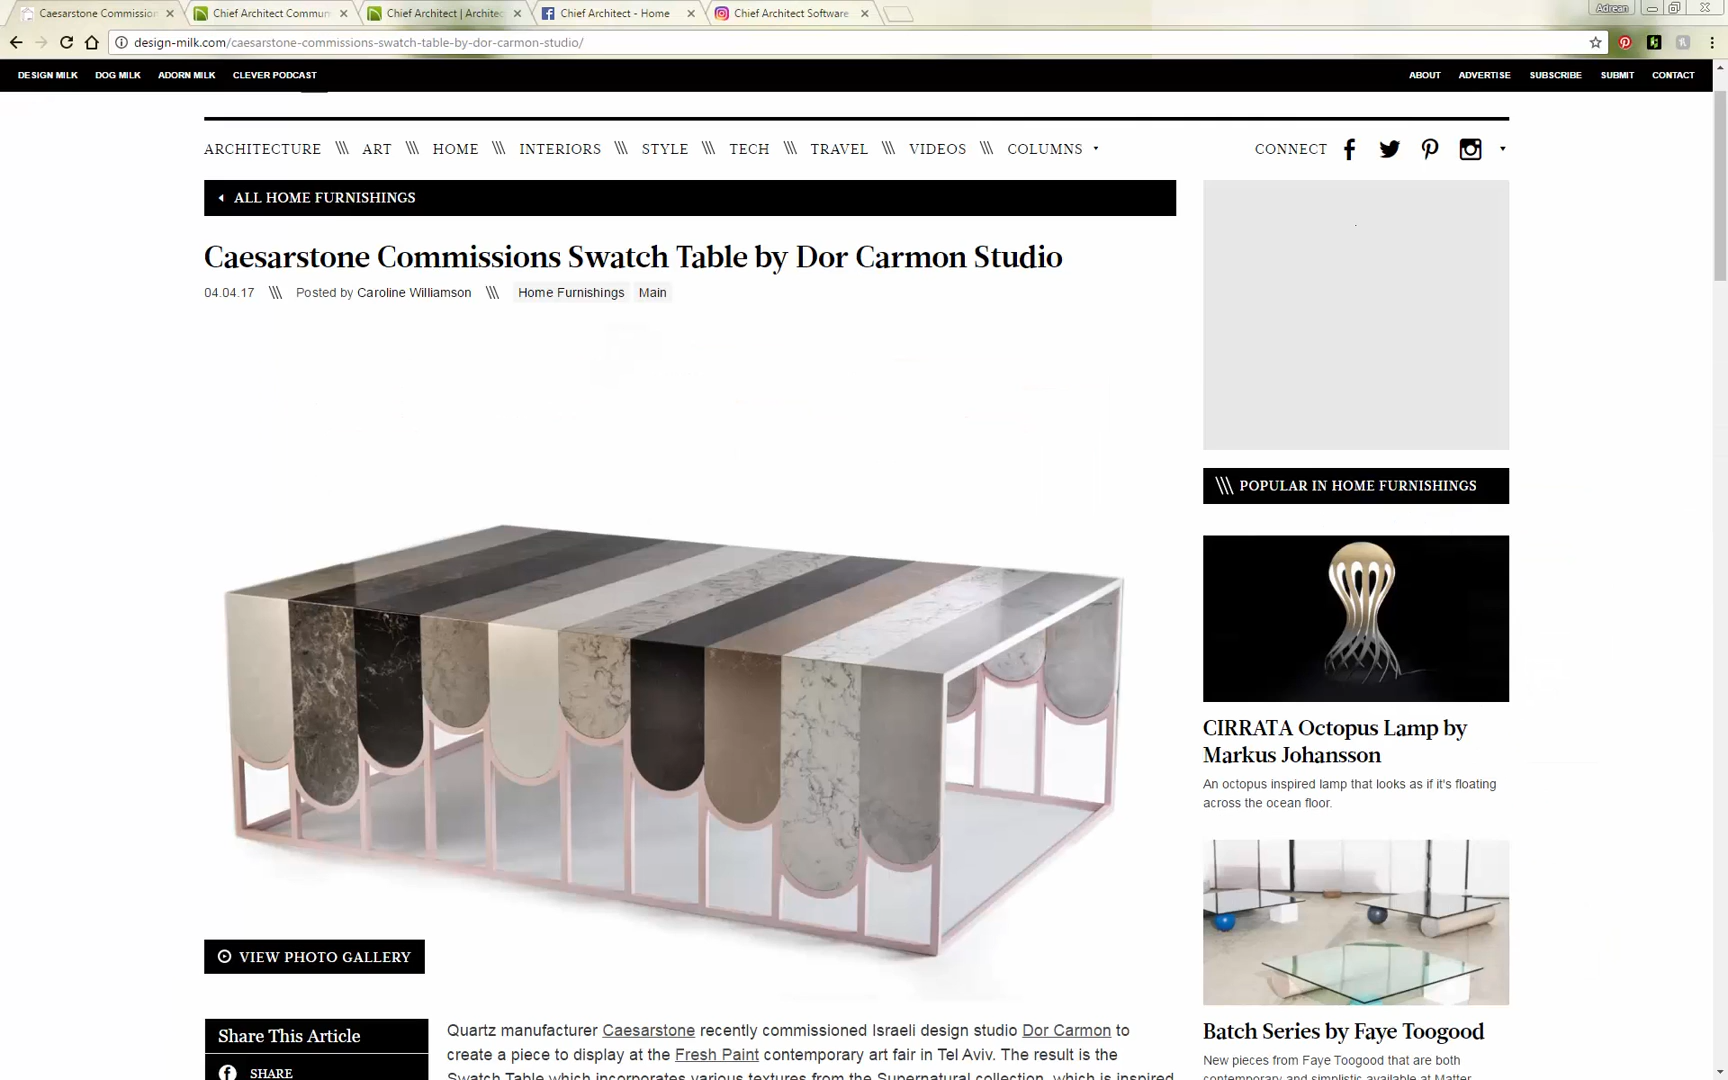 Caesarstone Commission
Chief Architect Commun
Chief Architect | Architec
Chief Architect - Home
Chief Architect Software
Adrean
design-milk.com/caesarstone-commissions-swatch-table-by-dor-carmon-studio/
DESIGN MILK DOG MILK ADORN MILK CLEVER PODCAST ABOUT ADVERTISE SUBSCRIBE SUBMIT CONTACT
ARCHITECTURE \\\ ART \\\ HOME \\\ INTERIORS \\\ STYLE \\\ TECH \\\ TRAVEL \\\ VIDEOS \\\ COLUMNS CONNECT
ALL HOME FURNISHINGS
Caesarstone Commissions Swatch Table by Dor Carmon Studio
04.04.17 \\\ Posted by Caroline Williamson \\\ Home Furnishings Main
VIEW PHOTO GALLERY
Share This Article
SHARE
Quartz manufacturer Caesarstone recently commissioned Israeli design studio Dor Carmon to
create a piece to display at the Fresh Paint contemporary art fair in Tel Aviv. The result is the
Swatch Table which incorporates various textures from the Supernatural collection, which is inspired
\\\ POPULAR IN HOME FURNISHINGS
CIRRATA Octopus Lamp by
Markus Johansson
An octopus inspired lamp that looks as if it's floating
across the ocean floor.
Batch Series by Faye Toogood
New pieces from Faye Toogood that are both
contemporary and simplistic available at Matter